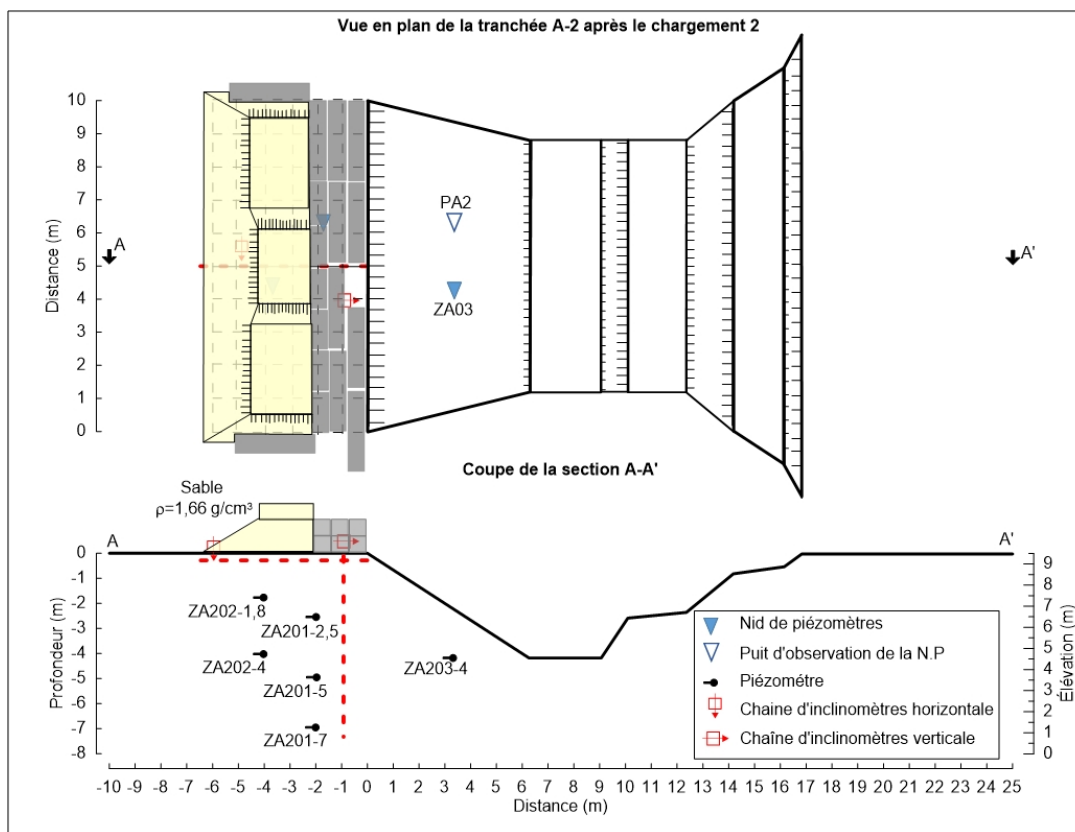 Vue en plan de la tranchée A-2 après le chargement 2
10
9
8
7
6
5
4
3
2
1
0
Distance (m)
A
A'
PA2
ZA03
Coupe de la section A-A'
Sable
ρ=1,66 g/cm³
A
A'
0
-1
-2
-3
-4
-5
-6
-7
-8
Profondeur (m)
ZA202-1,8
ZA201-2,5
ZA202-4
ZA201-5
ZA201-7
ZA203-4
Nid de piézomètres
Puit d'observation de la N.P
Piézométre
Chaine d'inclinomètres horizontale
Chaîne d'inclinomètres verticale
9
8
7
6
5
4
3
2
1
0
Élévation (m)
-10 -9 -8 -7 -6 -5 -4 -3 -2 -1 0 1 2 3 4 5 6 7 8 9 10 11 12 13 14 15 16 17 18 19 20 21 22 23 24 25
Distance (m)